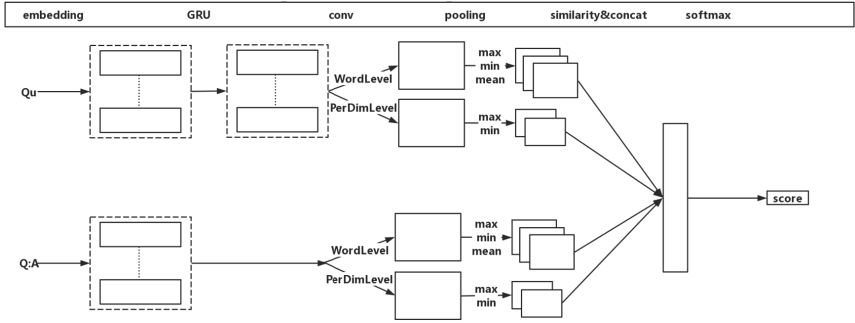 embedding GRU conv pooling similarity&concat softmax
Qu
WordLevel
PerDimLevel
max
min
mean
max
min
score
Q:A
WordLevel
PerDimLevel
max
min
mean
max
min